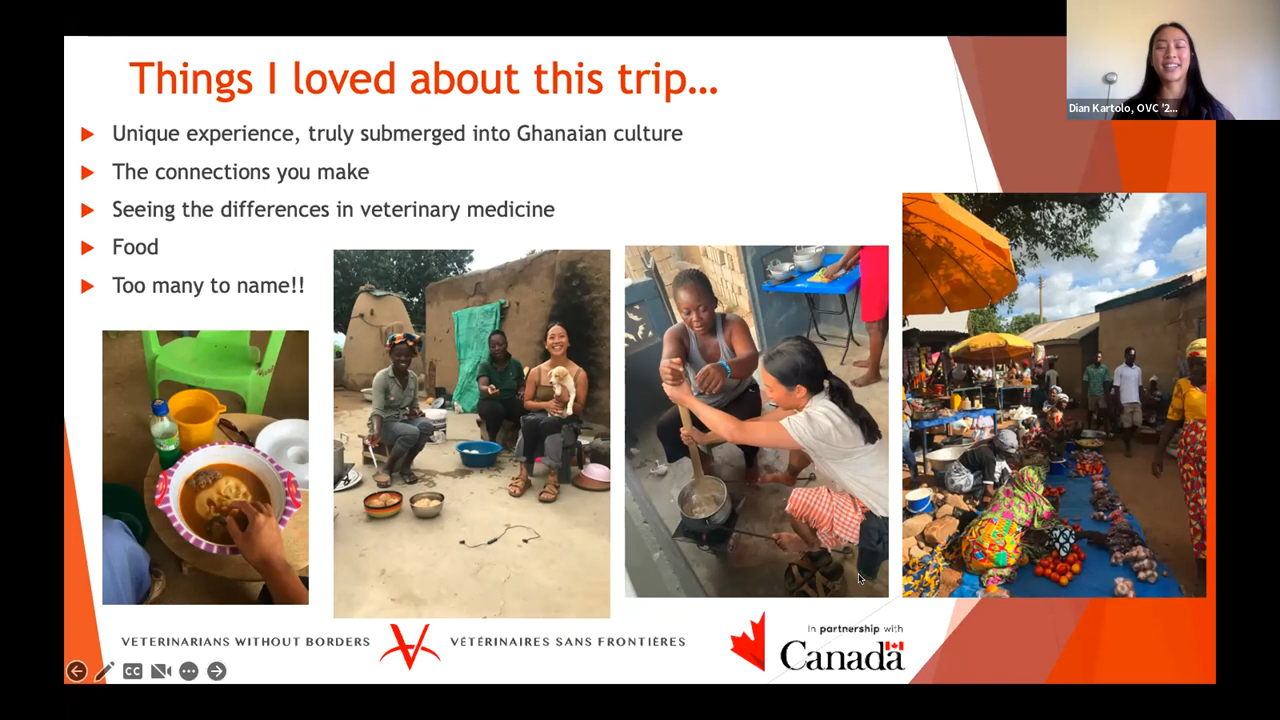 Things I loved about this trip...
Dian Kartolo, OVC '2...
Unique experience, truly submerged into Ghanaian culture
The connections you make
Seeing the differences in veterinary medicine
Food
Too many to name!!
VETERINARIANS WITHOUT BORDERS
VÉTÉRINAIRES SANS FRONTIÈRES
In partnership with
Canada
CC